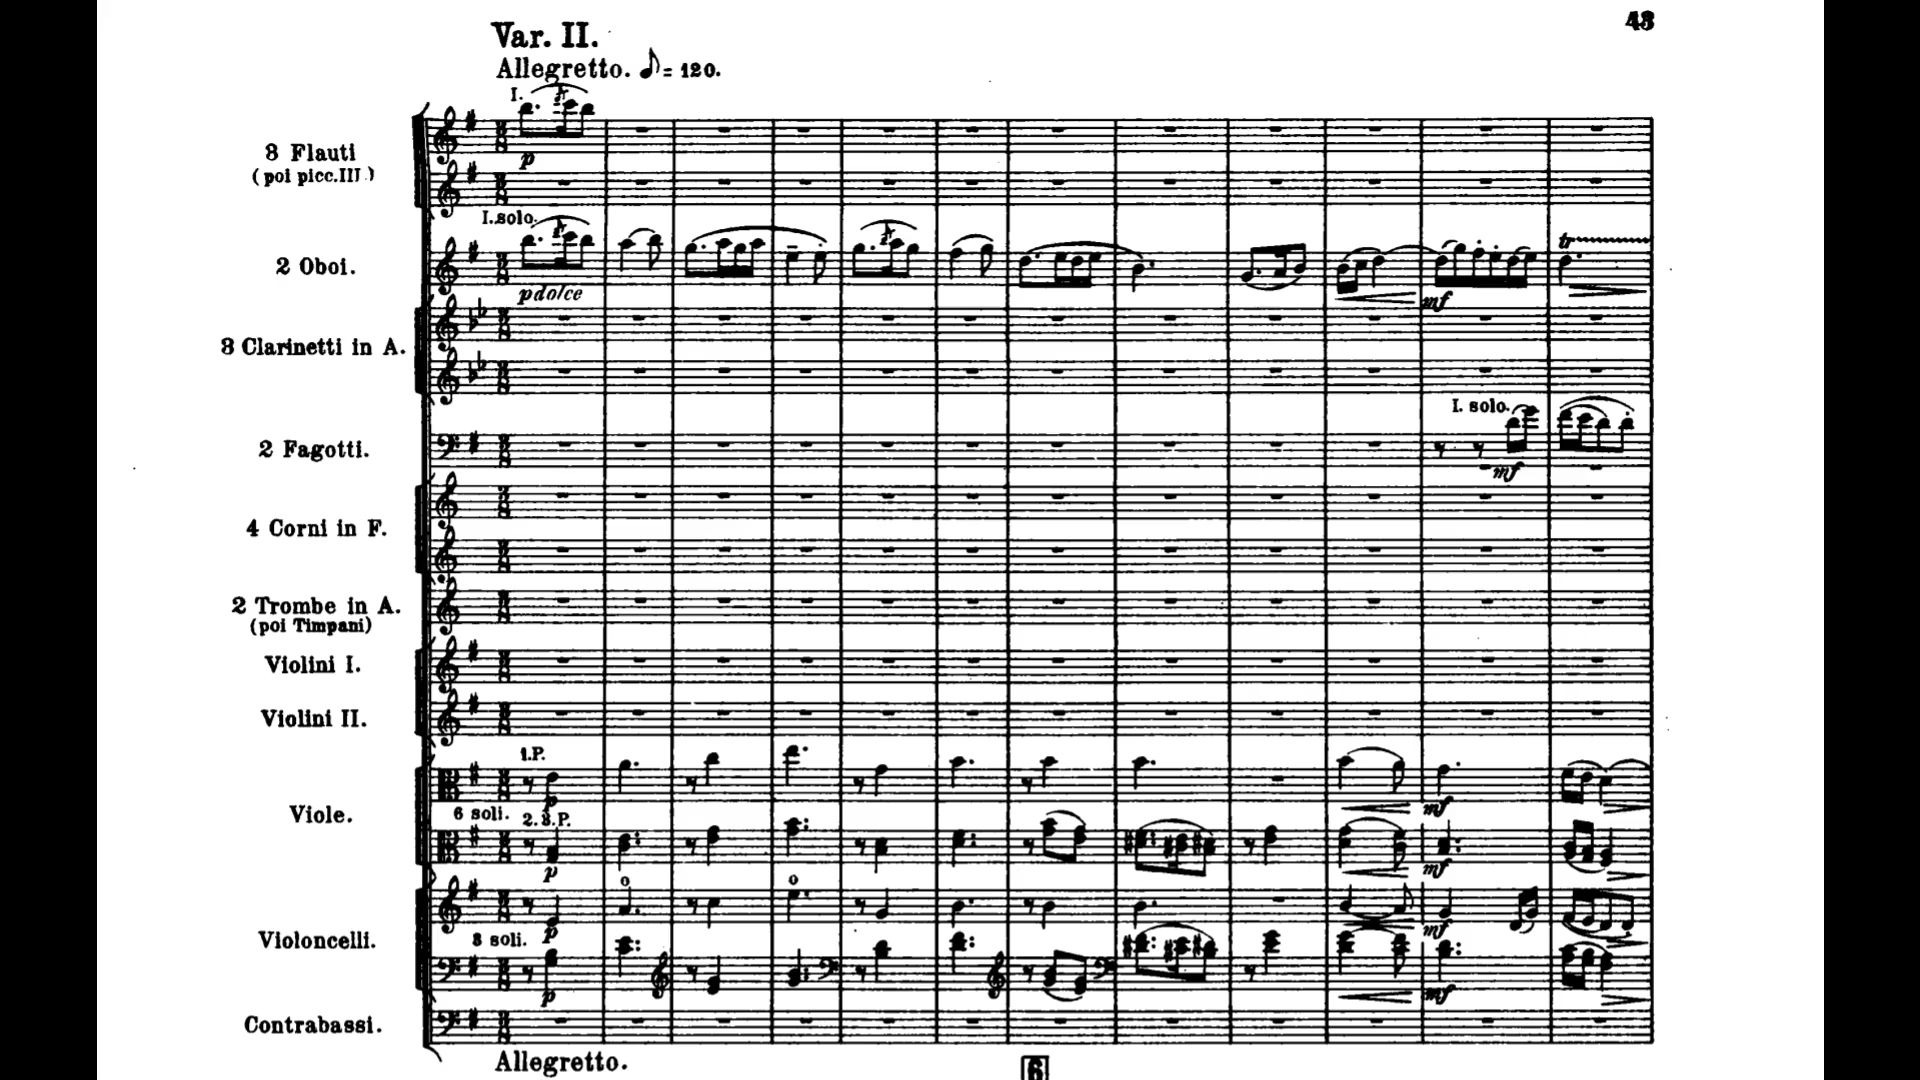 43
Var. II.
Allegretto. ♪= 120.
I.
3 Flauti
(poi picc.III.)
p
I. solo.
tr
2 Oboi.
p dolce
mf
3 Clarinetti in A.
I. solo.
2 Fagotti.
mf
4 Corni in F.
2 Trombe in A.
(poi Timpani)
Violini I.
Violini II.
1.P.
p
mf
Viole.
6 soli.
2. 3.P.
p
mf
p
mf
Violoncelli.
3 soli.
p
mf
Contrabassi.
Allegretto.
6